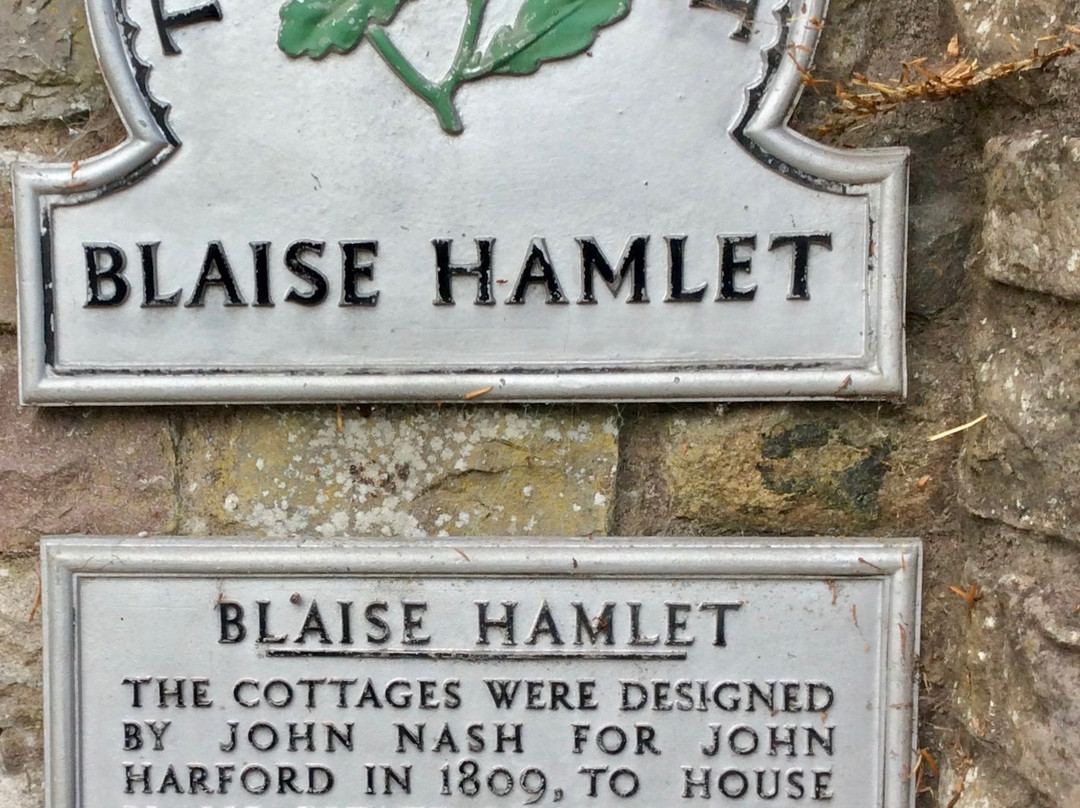 BLAISE HAMLET
BLAISE HAMLET
THE COTTAGES WERE DESIGNED
BY JOHN NASH FOR JOHN
HARFORD IN 1809, TO HOUSE